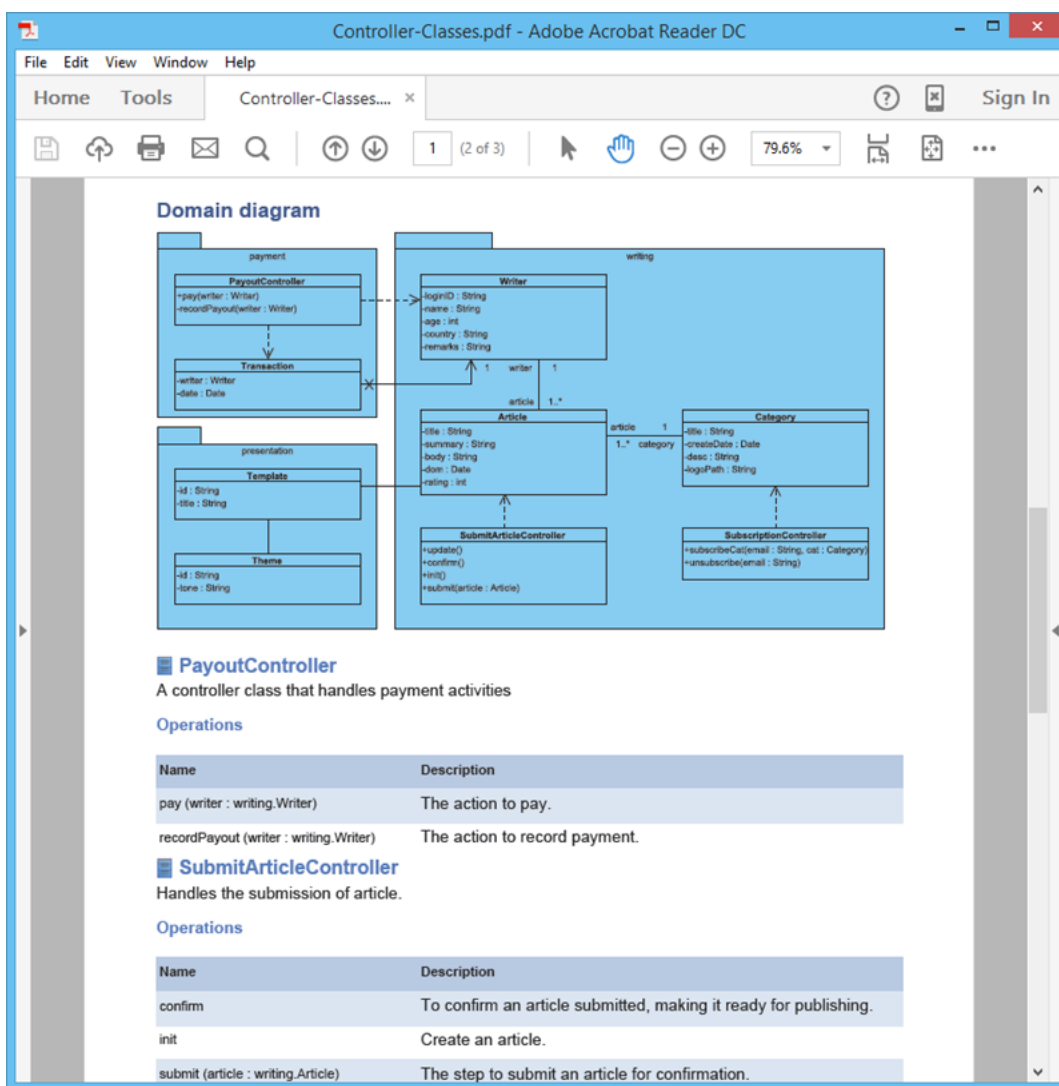 Controller-Classes.pdf - Adobe Acrobat Reader DC
File Edit View Window Help
Home Tools Controller-Classes.... × Sign In
1 (2 of 3) 79.6%
Domain diagram
payment
PayoutController
+pay(writer : Writer)
-recordPayout(writer : Writer)
Transaction
-writer : Writer
-date : Date
presentation
Template
-id : String
-title : String
Theme
-id : String
-tone : String
writing
Writer
-loginID : String
-name : String
-age : int
-country : String
-remarks : String
1 writer 1
article 1..*
Article
-title : String
-summary : String
-body : String
-dom : Date
-rating : int
article 1
1..* category
Category
-title : String
-createDate : Date
-desc : String
-logoPath : String
SubmitArticleController
+update()
+confirm()
+init()
+submit(article : Article)
SubscriptionController
+subscribeCat(email : String, cat : Category)
+unsubscribe(email : String)
PayoutController
A controller class that handles payment activities
Operations
Name Description
pay (writer : writing.Writer) The action to pay.
recordPayout (writer : writing.Writer) The action to record payment.
SubmitArticleController
Handles the submission of article.
Operations
Name Description
confirm To confirm an article submitted, making it ready for publishing.
init Create an article.
submit (article : writing.Article) The step to submit an article for confirmation.